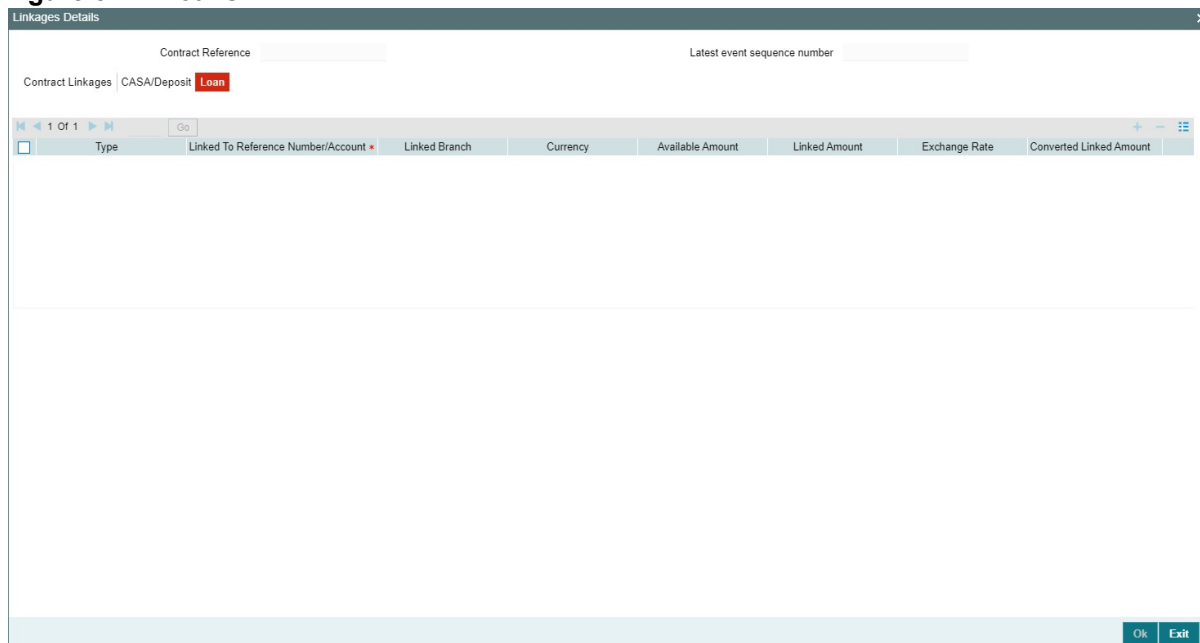 Linkages Details
Contract Reference
Latest event sequence number
Contract Linkages CASA/Deposit Loan
1 Of 1 Go
Type Linked To Reference Number/Account * Linked Branch Currency Available Amount Linked Amount Exchange Rate Converted Linked Amount
Ok Exit